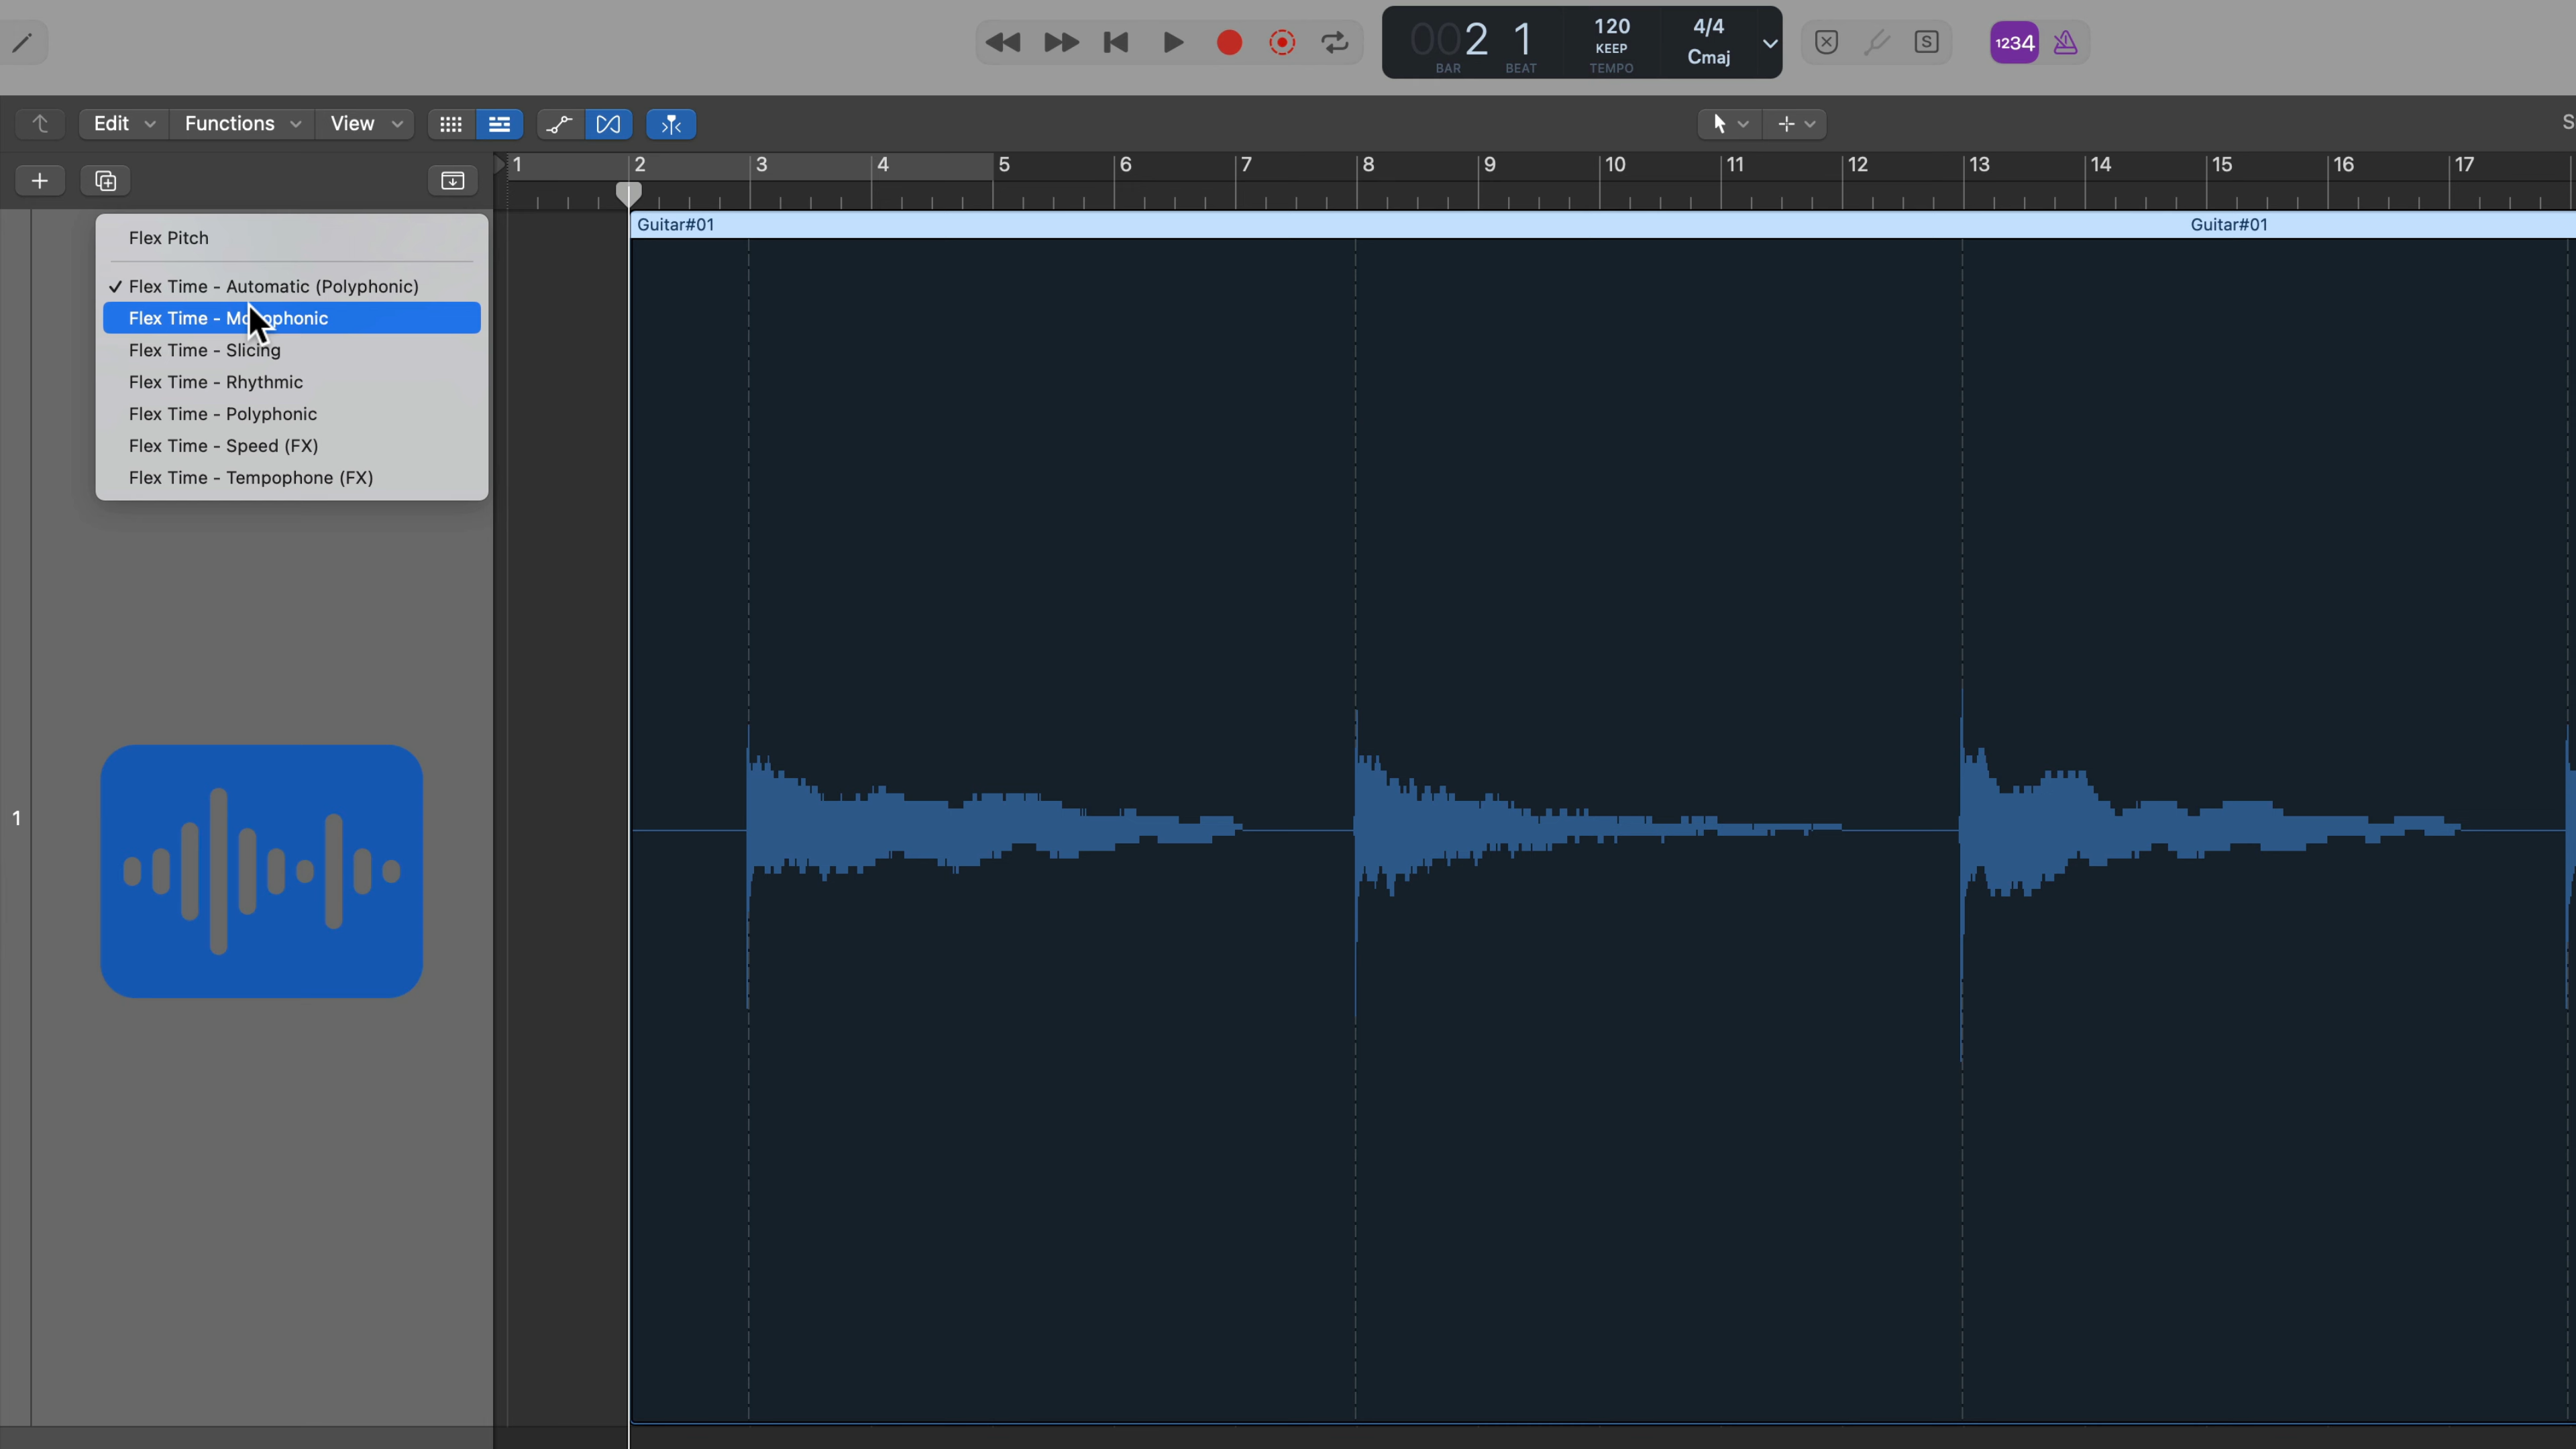 002 1
BAR BEAT
120
KEEP
TEMPO
4/4
Cmaj
S
1234
Edit Functions View
S
1 2 3 4 5 6 7 8 9 10 11 12 13 14 15 16 17
Guitar#01 Guitar#01
Flex Pitch
✓ Flex Time - Automatic (Polyphonic)
Flex Time - Monophonic
Flex Time - Slicing
Flex Time - Rhythmic
Flex Time - Polyphonic
Flex Time - Speed (FX)
Flex Time - Tempophone (FX)
1